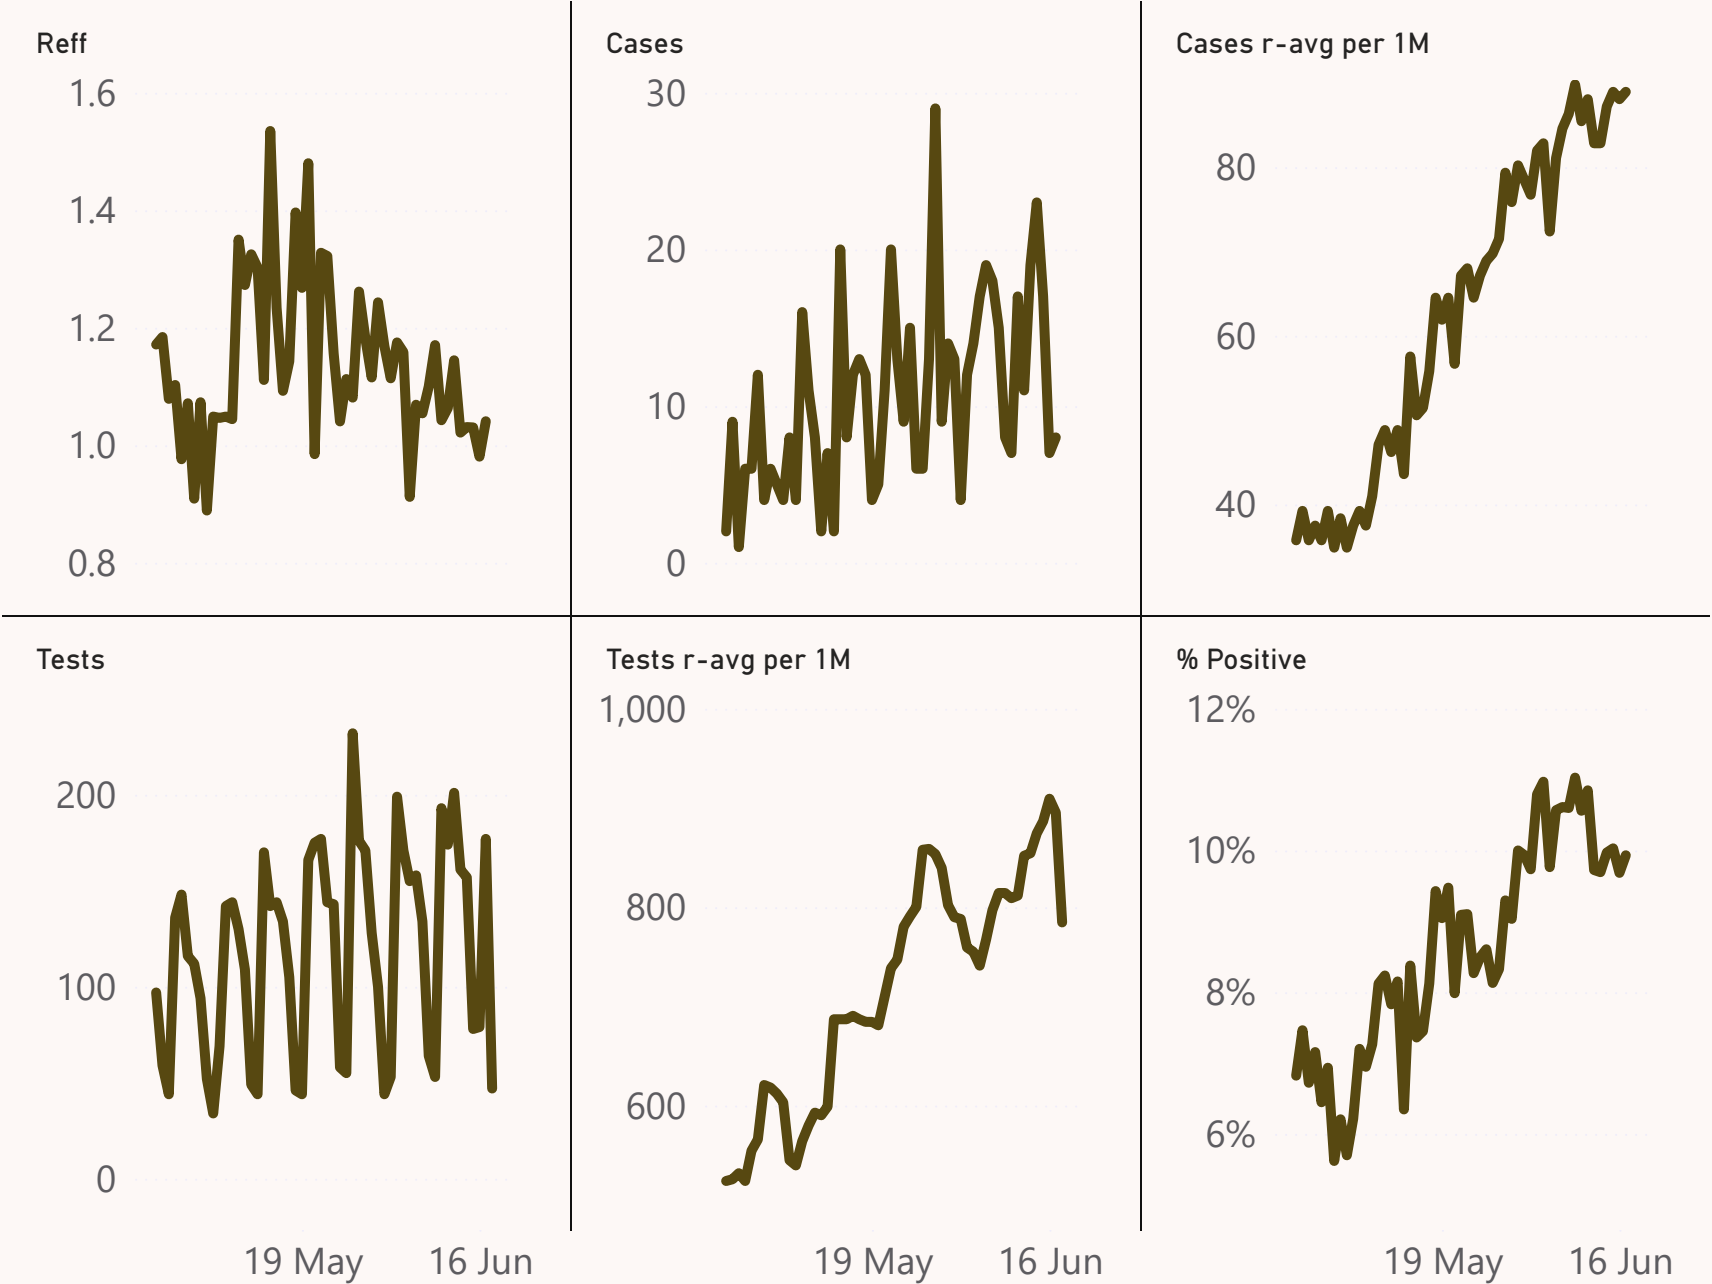 Reff
1.6
1.4
1.2
1.0
0.8
Cases
30
20
10
0
Cases r-avg per 1M
80
60
40
Tests
200
100
0
19 May 16 Jun
Tests r-avg per 1M
1,000
800
600
19 May 16 Jun
% Positive
12%
10%
8%
6%
19 May 16 Jun